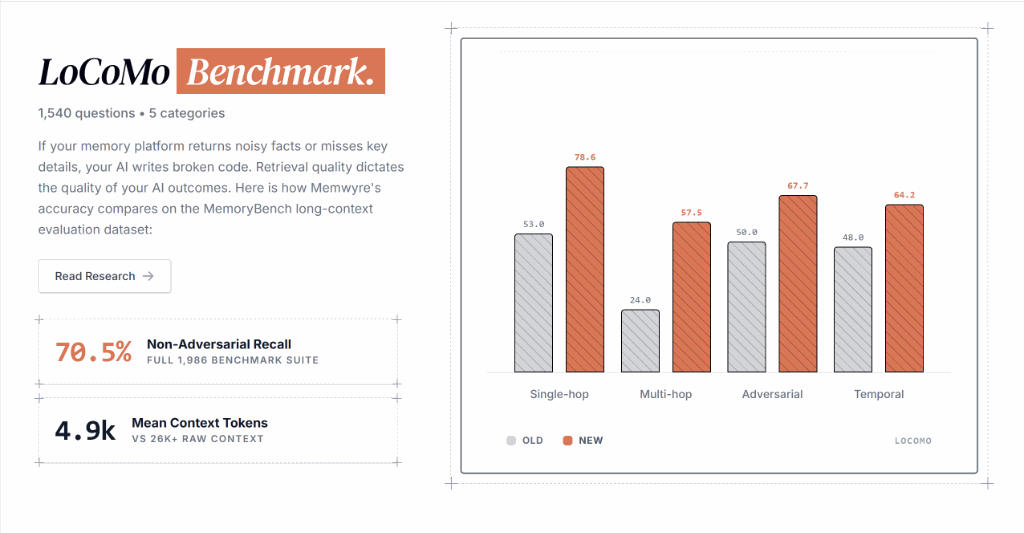 LoCoMo Benchmark.
1,540 questions • 5 categories
If your memory platform returns noisy facts or misses key
details, your AI writes broken code. Retrieval quality dictates
the quality of your AI outcomes. Here is how Memwyre's
accuracy compares on the MemoryBench long-context
evaluation dataset:
Read Research →
70.5% Non-Adversarial Recall
FULL 1,986 BENCHMARK SUITE
4.9k Mean Context Tokens
VS 26K+ RAW CONTEXT
53.0 78.6 24.0 57.5 50.0 67.7 48.0 64.2
Single-hop Multi-hop Adversarial Temporal
OLD NEW LOCOMO